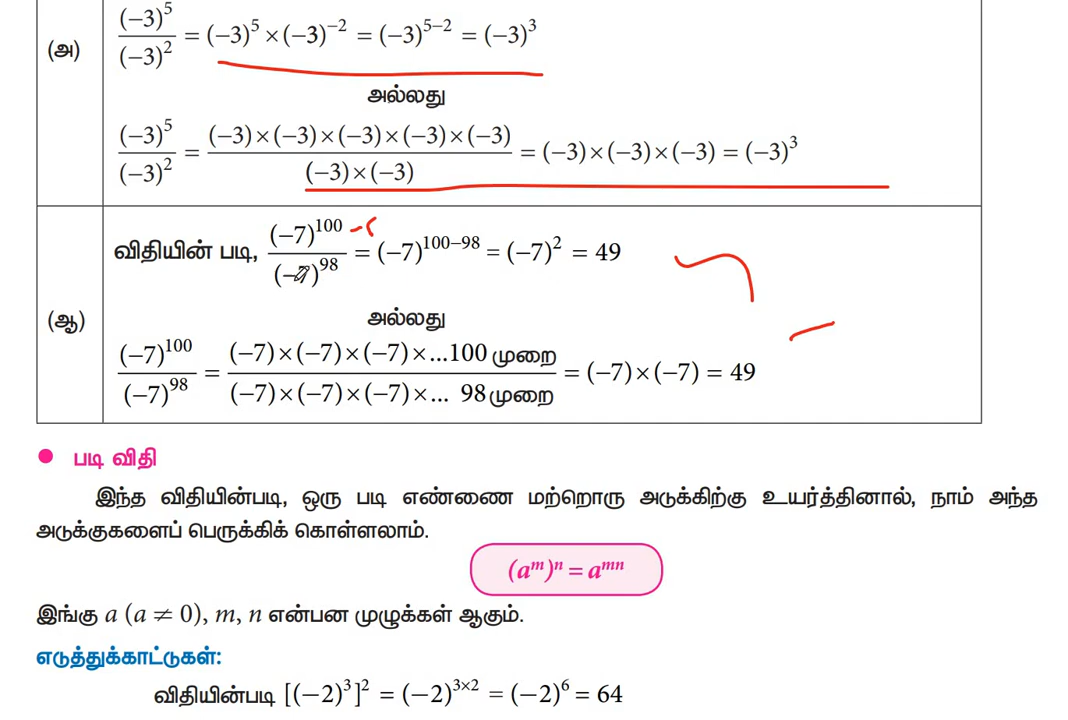 (அ)
(−3)^5 / (−3)^2 = (−3)^5 × (−3)^−2 = (−3)^5−2 = (−3)^3
அல்லது
(−3)^5 / (−3)^2 = (−3)×(−3)×(−3)×(−3)×(−3) / (−3)×(−3) = (−3)×(−3)×(−3) = (−3)^3
(ஆ)
விதியின் படி, (−7)^100 / (−7)^98 = (−7)^100−98 = (−7)^2 = 49
அல்லது
(−7)^100 / (−7)^98 = (−7)×(−7)×(−7)×...100 முறை / (−7)×(−7)×(−7)×... 98 முறை = (−7)×(−7) = 49
● படி விதி
இந்த விதியின்படி, ஒரு படி எண்ணை மற்றொரு அடுக்கிற்கு உயர்த்தினால், நாம் அந்த
அடுக்குகளைப் பெருக்கிக் கொள்ளலாம்.
(a^m)^n = a^mn
இங்கு a (a ≠ 0), m, n என்பன முழுக்கள் ஆகும்.
எடுத்துக்காட்டுகள்:
விதியின்படி [(−2)^3]^2 = (−2)^3×2 = (−2)^6 = 64